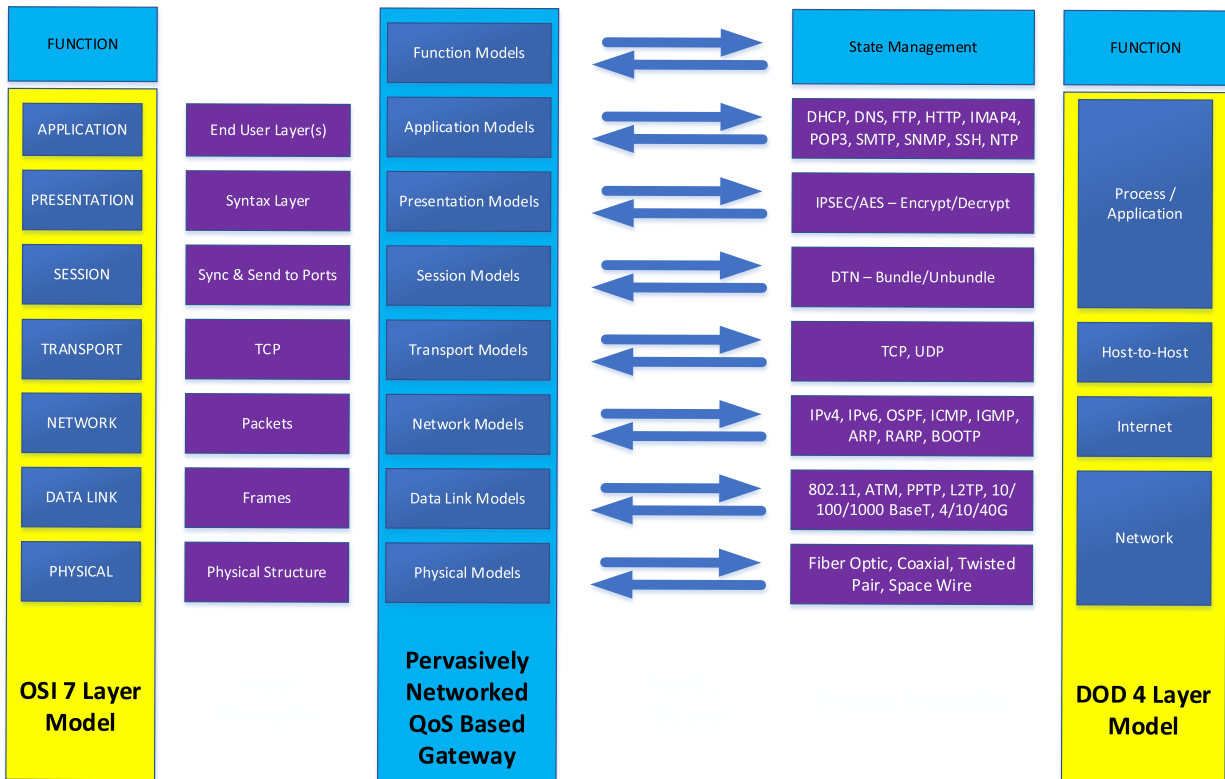 FUNCTION
Function Models
State Management
FUNCTION
APPLICATION
End User Layer(s)
Application Models
DHCP, DNS, FTP, HTTP, IMAP4,
POP3, SMTP, SNMP, SSH, NTP
Process /
Application
PRESENTATION
Syntax Layer
Presentation Models
IPSEC/AES – Encrypt/Decrypt
SESSION
Sync & Send to Ports
Session Models
DTN – Bundle/Unbundle
TRANSPORT
TCP
Transport Models
TCP, UDP
Host-to-Host
NETWORK
Packets
Network Models
IPv4, IPv6, OSPF, ICMP, IGMP,
ARP, RARP, BOOTP
Internet
DATA LINK
Frames
Data Link Models
802.11, ATM, PPTP, L2TP, 10/
100/1000 BaseT, 4/10/40G
Network
PHYSICAL
Physical Structure
Physical Models
Fiber Optic, Coaxial, Twisted
Pair, Space Wire
OSI 7 Layer
Model
Pervasively
Networked
QoS Based
Gateway
DOD 4 Layer
Model